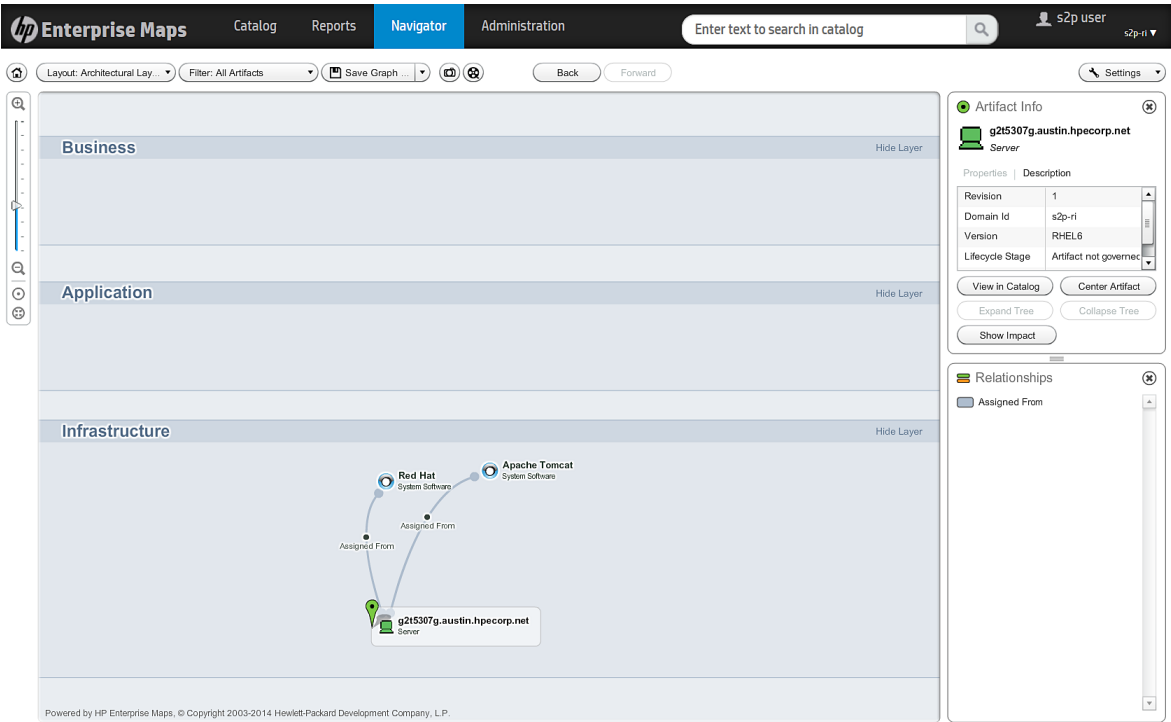 hp Enterprise Maps Catalog Reports Navigator Administration Enter text to search in catalog s2p user
s2p-ri ▼
Layout: Architectural Lay... Filter: All Artifacts Save Graph ... Back Forward Settings
Business Hide Layer
Application Hide Layer
Infrastructure Hide Layer
Red Hat
System Software
Apache Tomcat
System Software
Assigned From
Assigned From
g2t5307g.austin.hpecorp.net
Server
Powered by HP Enterprise Maps, © Copyright 2003-2014 Hewlett-Packard Development Company, L.P.
Artifact Info
g2t5307g.austin.hpecorp.net
Server
Properties | Description
Revision 1
Domain Id s2p-ri
Version RHEL6
Lifecycle Stage Artifact not governed
View in Catalog Center Artifact
Expand Tree Collapse Tree
Show Impact
Relationships
Assigned From